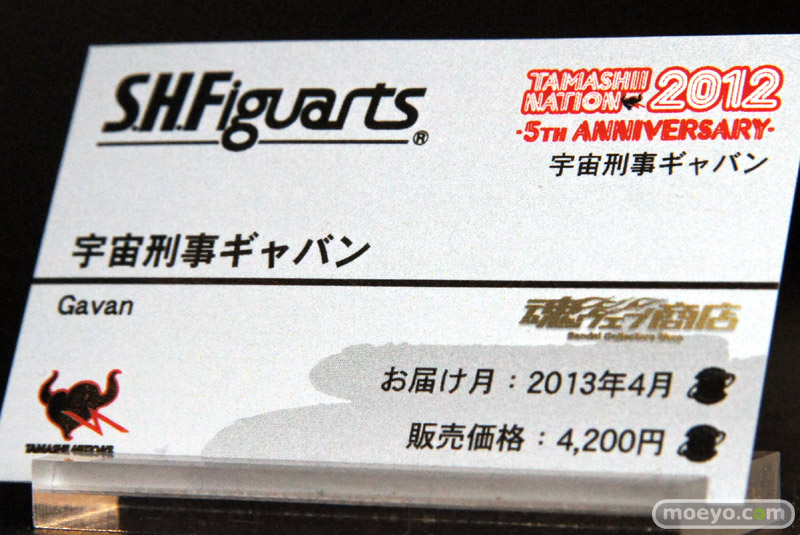 S.H.Figuarts®
TAMASHII
NATION 2012
-5TH ANNIVERSARY-
宇宙刑事ギャバン
宇宙刑事ギャバン
Gavan
魂ウェブ商店
Bandai Collectors Shop
お届け月：2013年4月
販売価格：4,200円
TAMASHII NATIONS
moeyo.com